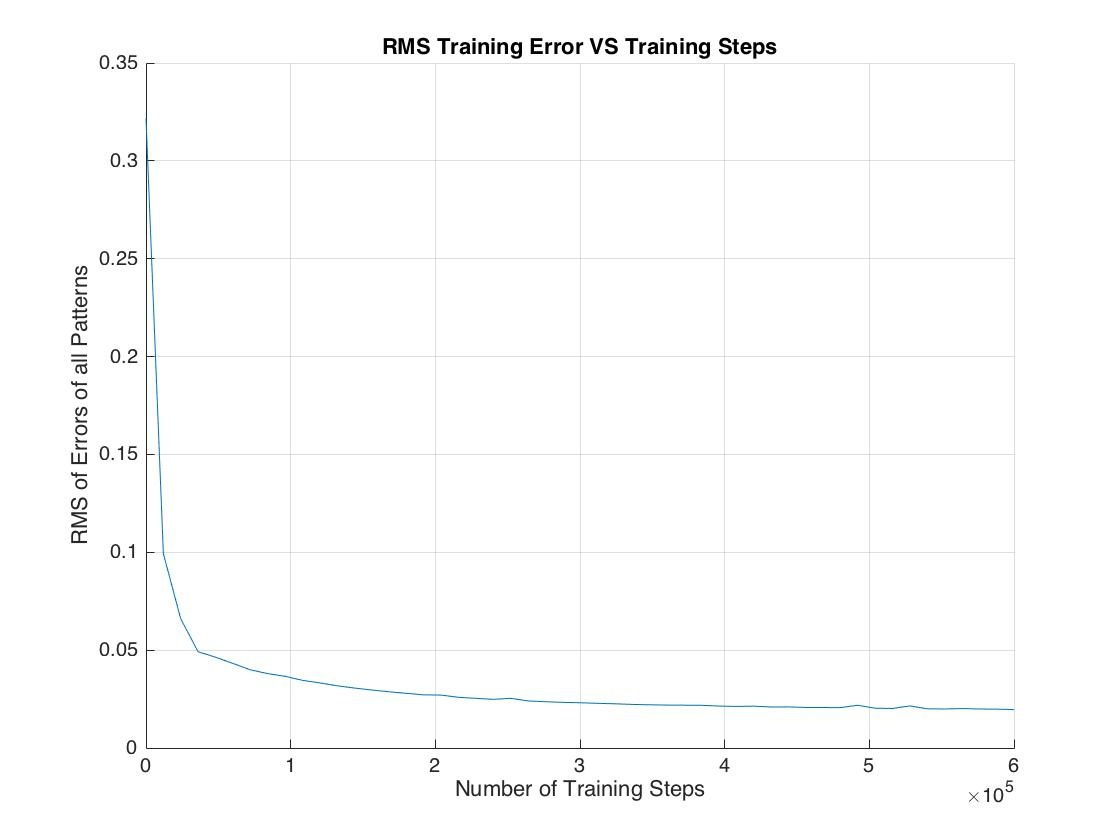 RMS Training Error VS Training Steps
0.35
0.3
0.25
0.2
0.15
0.1
0.05
0
RMS of Errors of all Patterns
0 1 2 3 4 5 6
Number of Training Steps
×10⁵